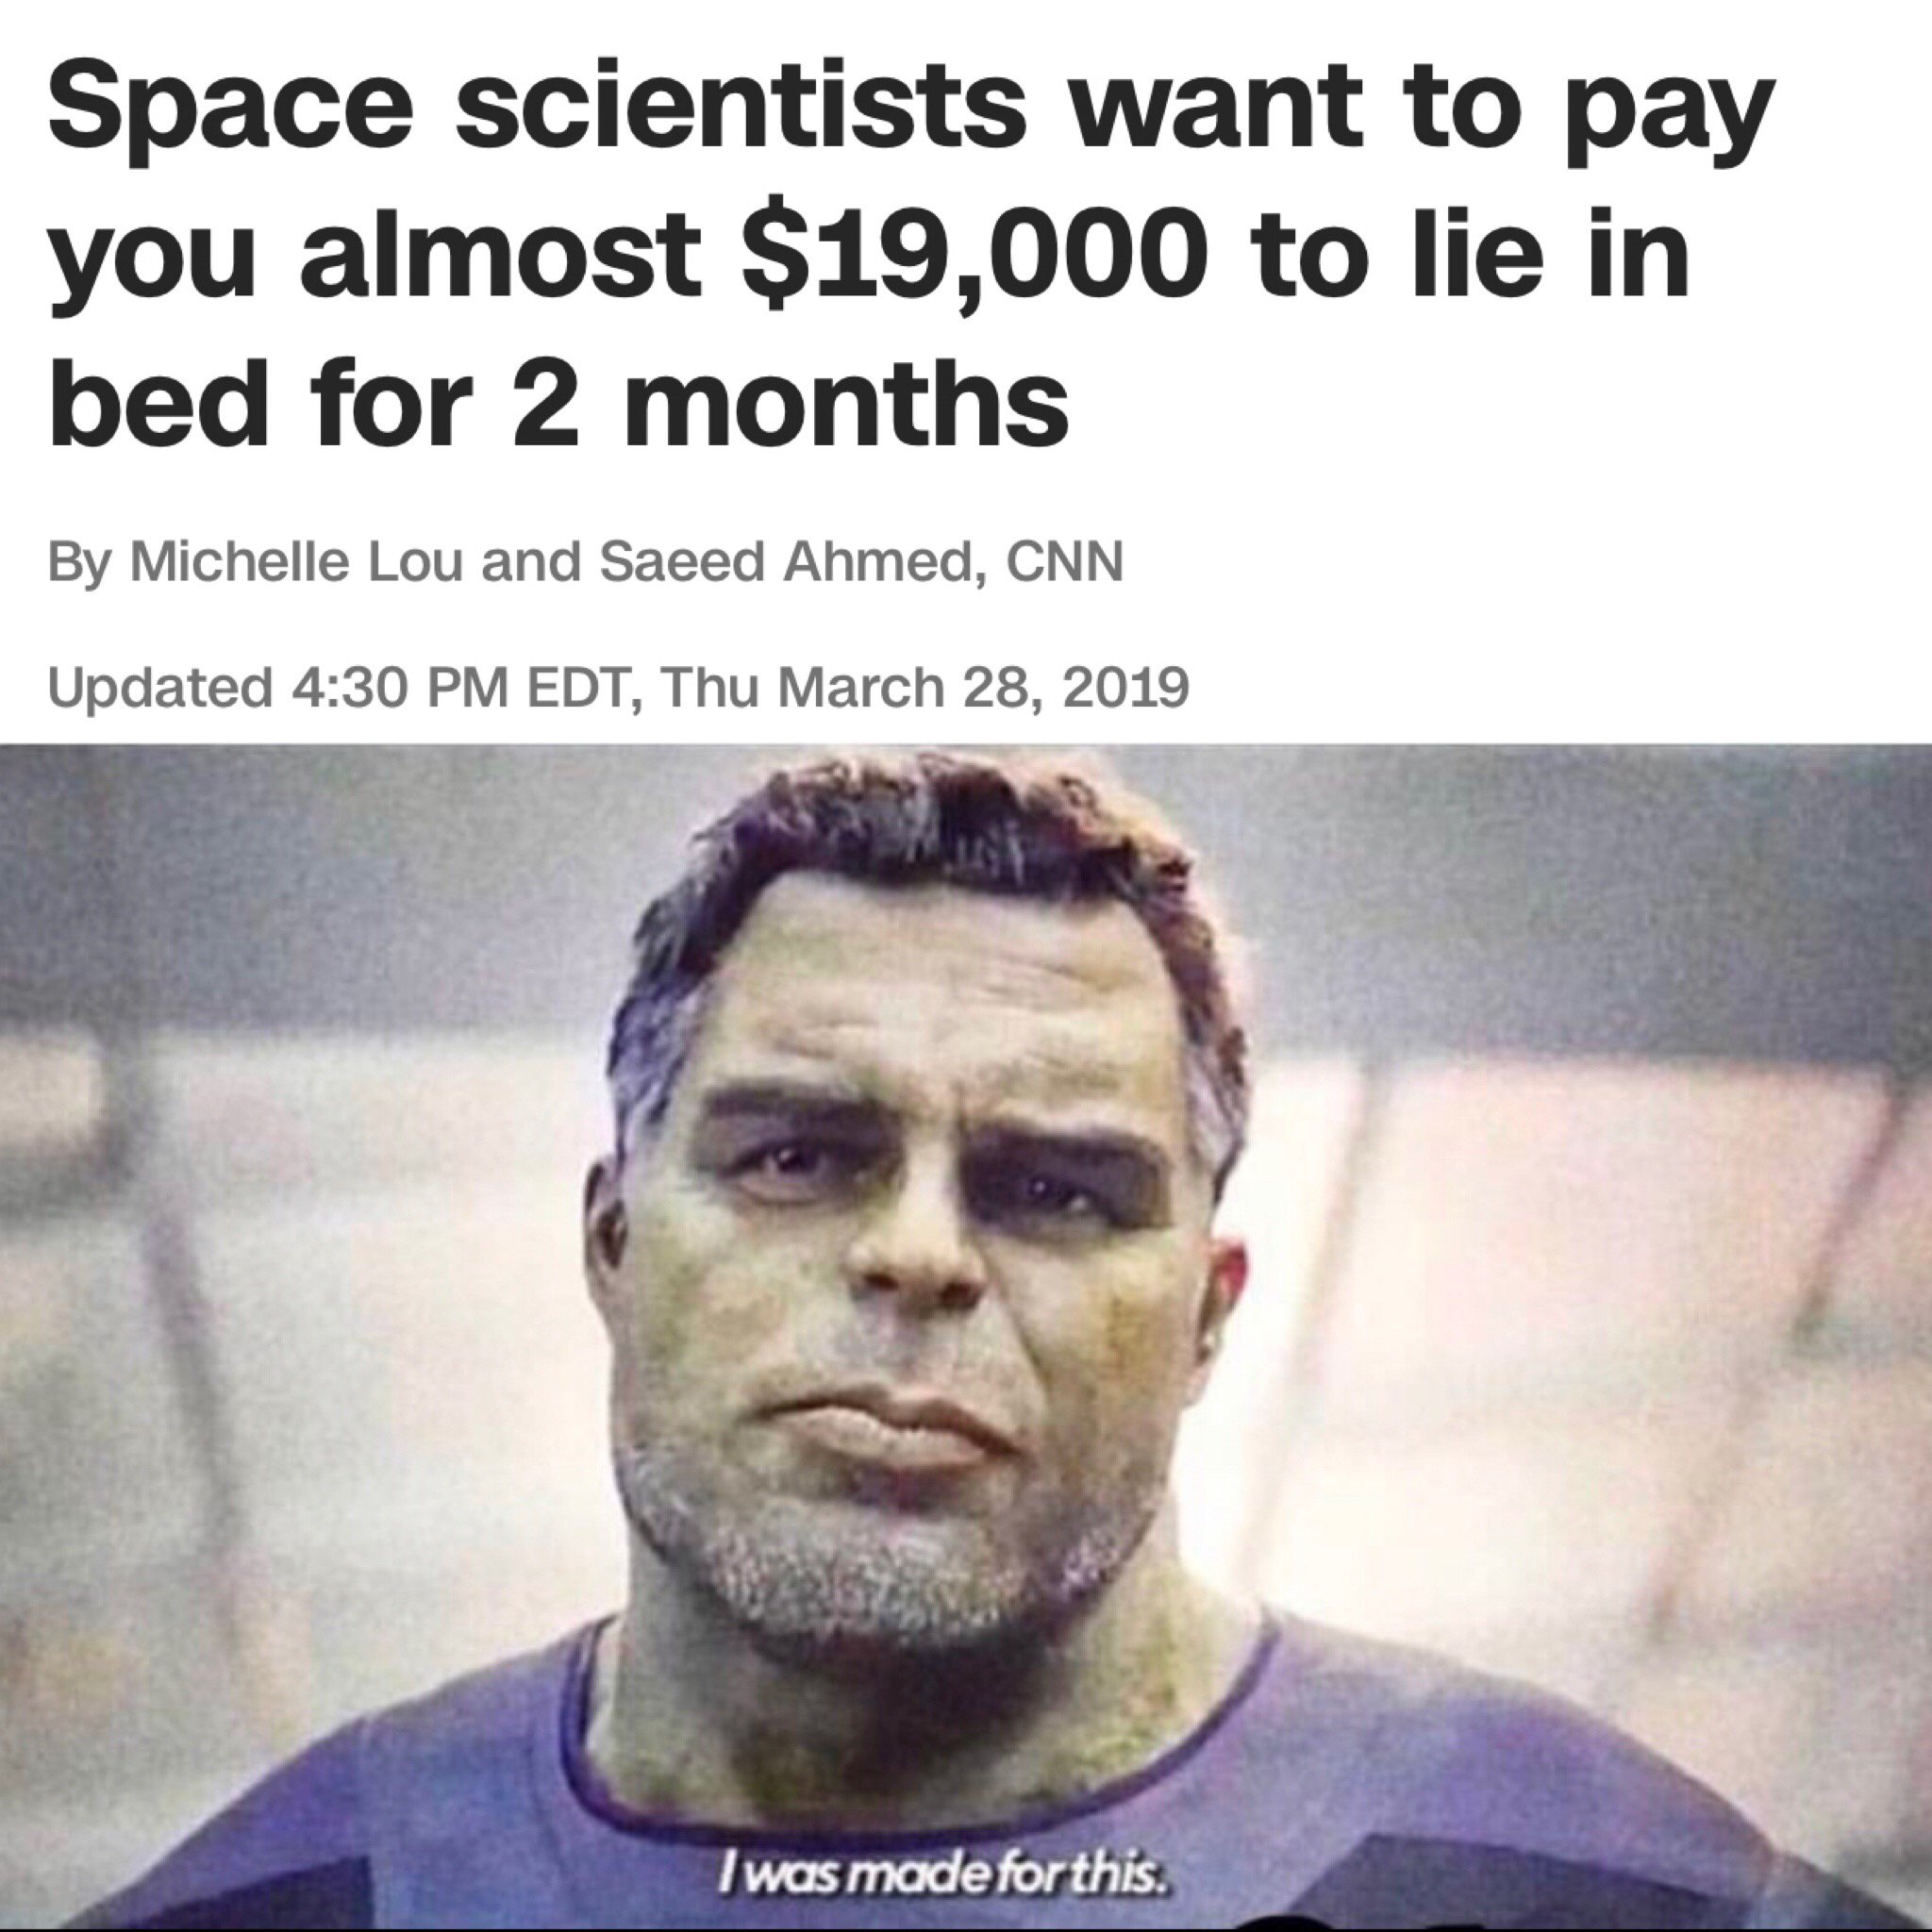 Space scientists want to pay
you almost $19,000 to lie in
bed for 2 months
By Michelle Lou and Saeed Ahmed, CNN
Updated 4:30 PM EDT, Thu March 28, 2019
I was made for this.